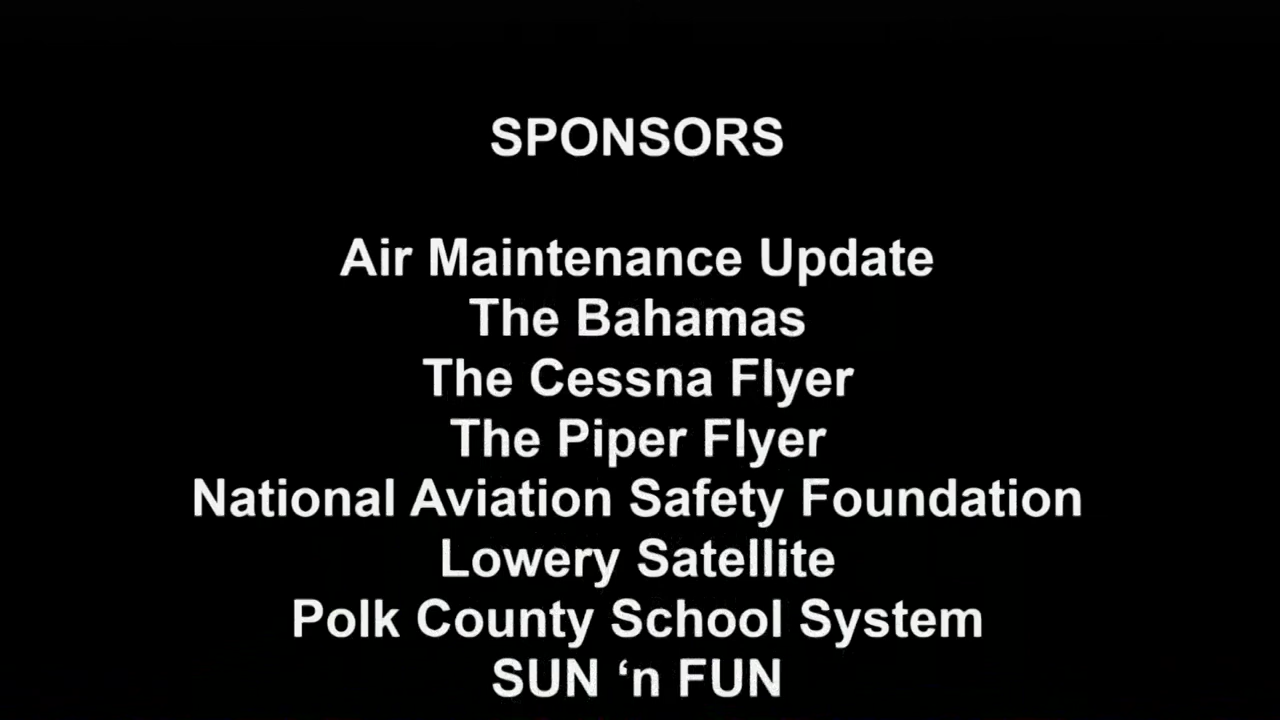 SPONSORS
Air Maintenance Update
The Bahamas
The Cessna Flyer
The Piper Flyer
National Aviation Safety Foundation
Lowery Satellite
Polk County School System
SUN ‘n FUN